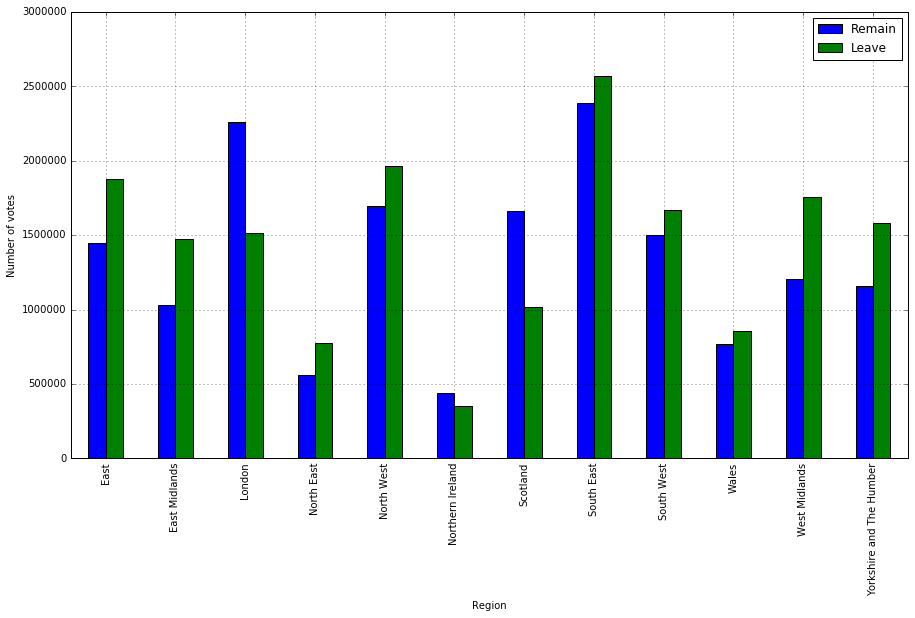 3000000
Remain
Leave
2500000
2000000
1500000
1000000
500000
0
Number of votes
East
East Midlands
London
North East
North West
Northern Ireland
Scotland
South East
South West
Wales
West Midlands
Yorkshire and The Humber
Region